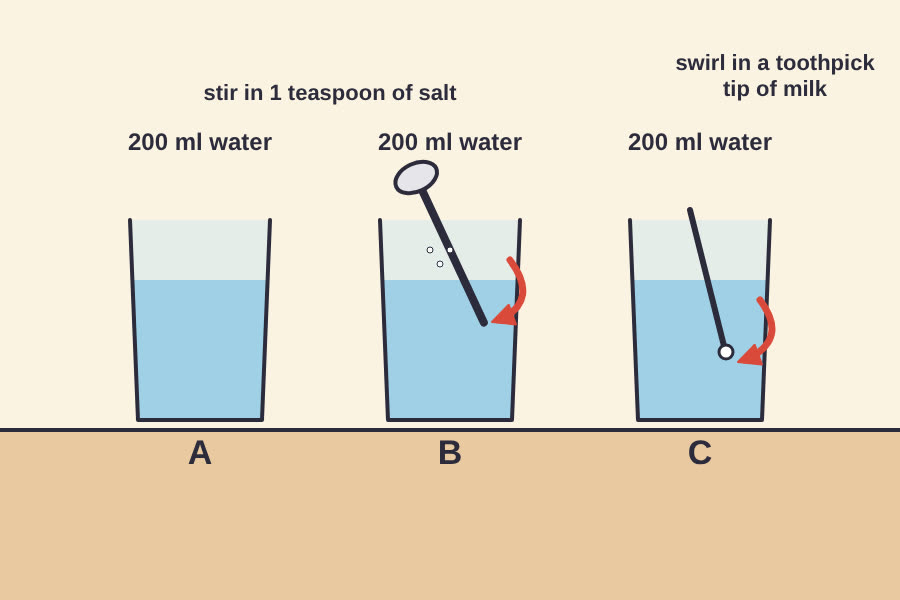 swirl in a toothpick
tip of milk
stir in 1 teaspoon of salt
200 ml water
200 ml water
200 ml water
A
B
C